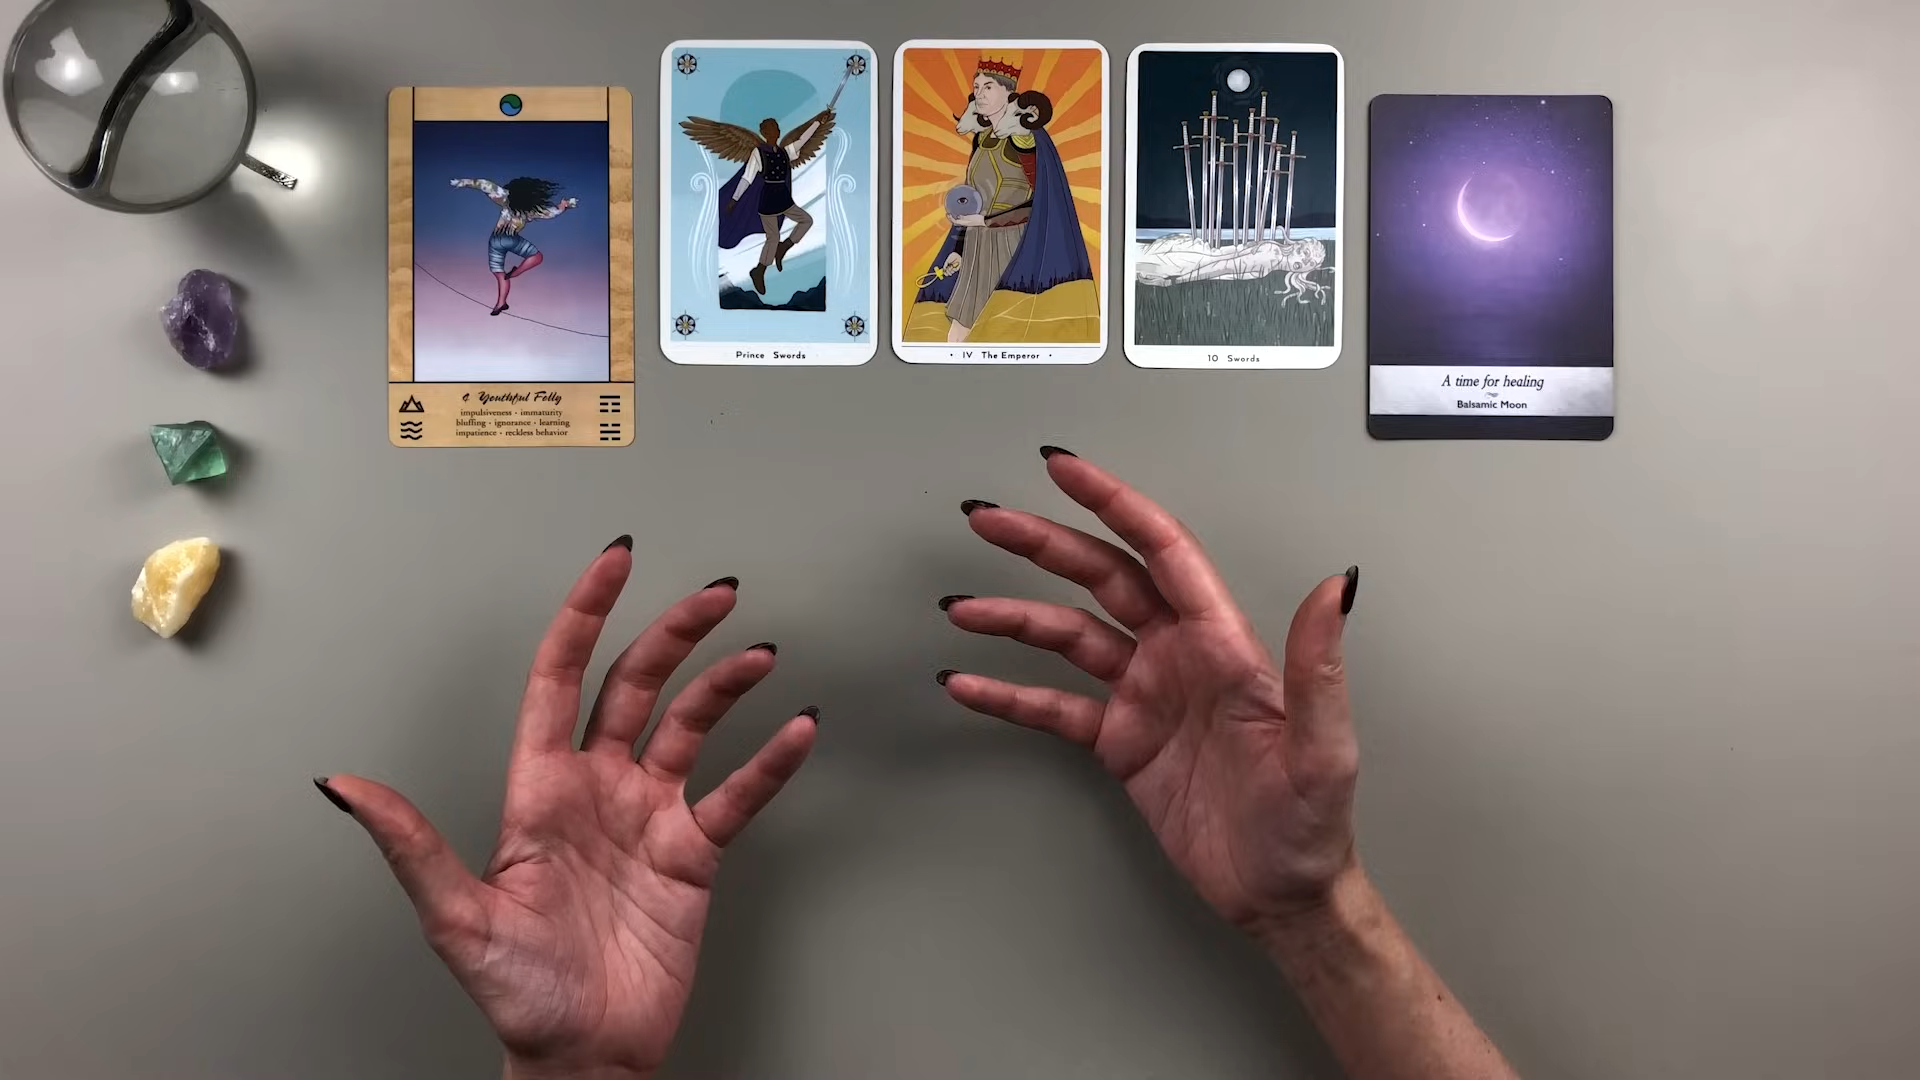 4 Youthful Folly
impulsiveness · immaturity
bluffing · ignorance · learning
impatience · reckless behavior
Prince Swords
· IV The Emperor ·
10 Swords
A time for healing
Balsamic Moon